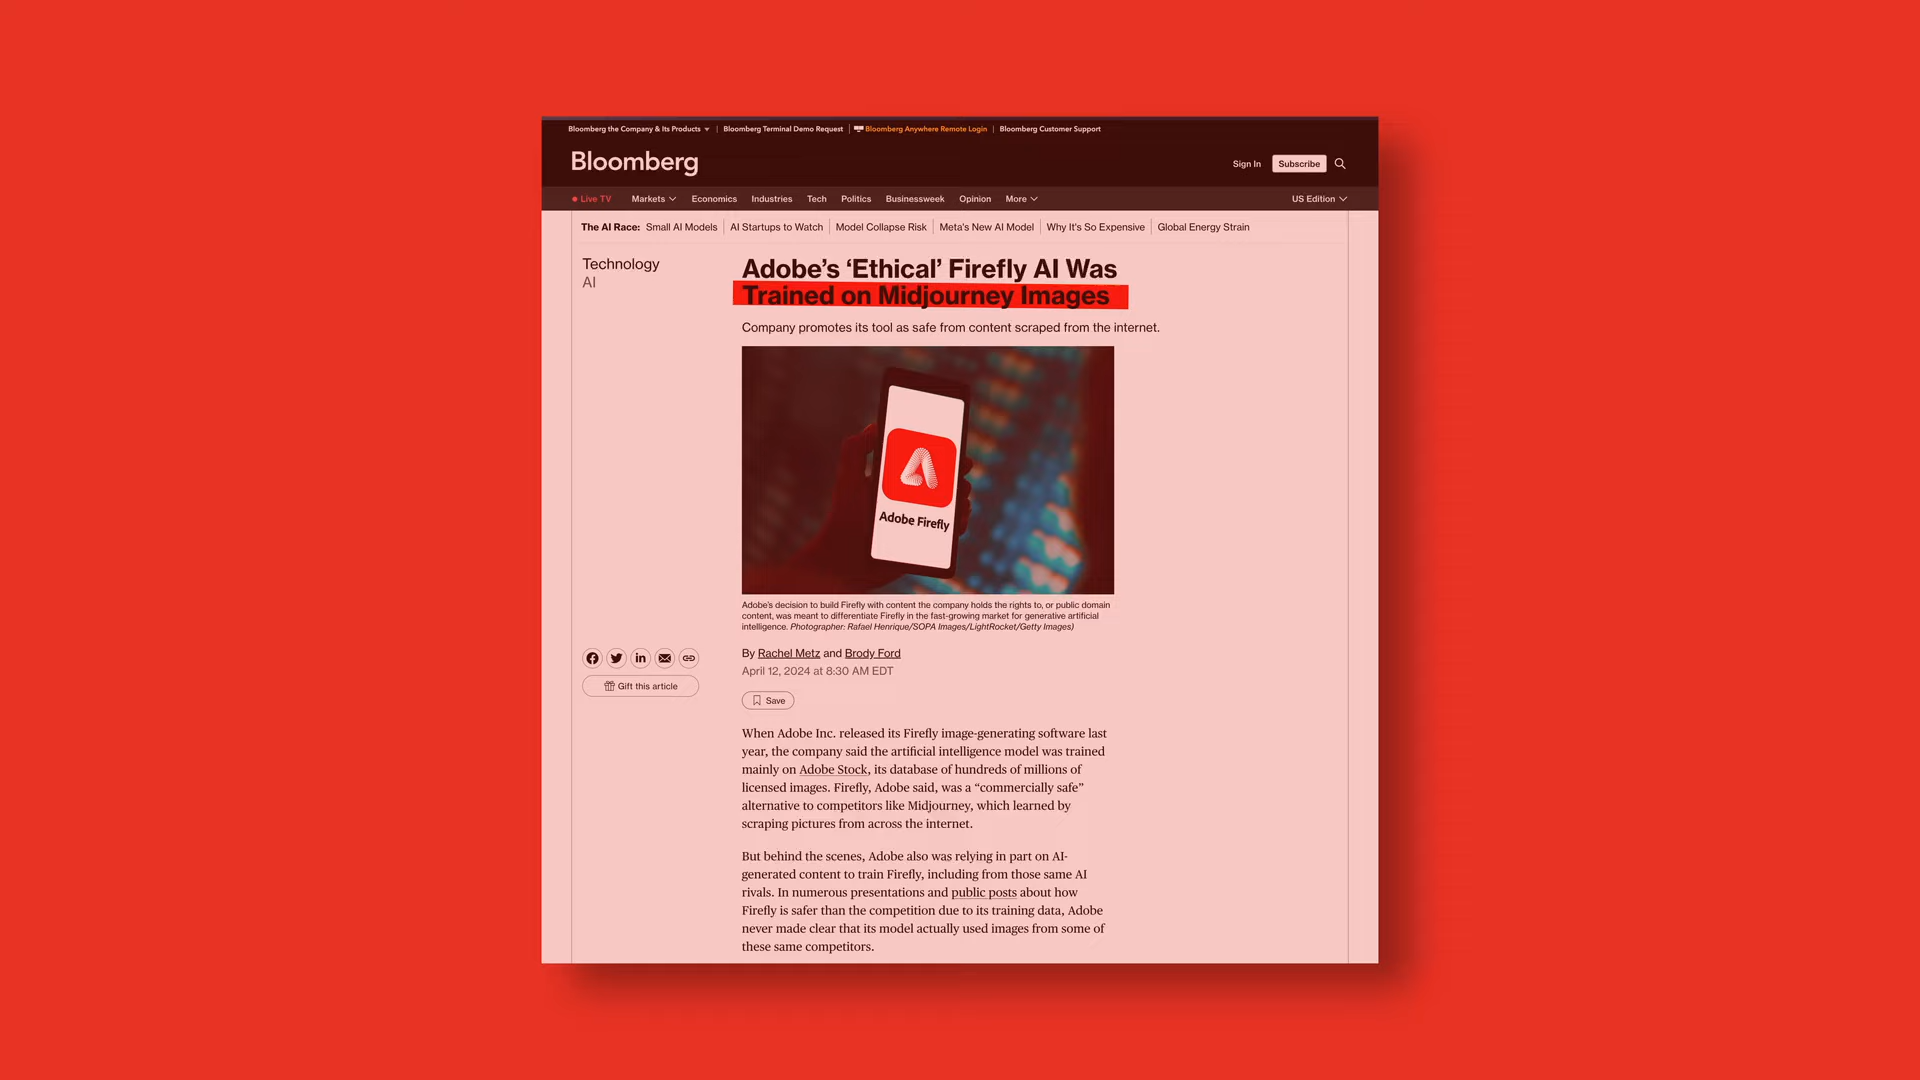 Bloomberg the Company & Its Products | Bloomberg Terminal Demo Request | Bloomberg Anywhere Remote Login | Bloomberg Customer Support
Bloomberg
Sign In Subscribe
Live TV Markets Economics Industries Tech Politics Businessweek Opinion More US Edition
The AI Race: Small AI Models | AI Startups to Watch | Model Collapse Risk | Meta's New AI Model | Why It's So Expensive | Global Energy Strain
Technology
AI
Adobe’s ‘Ethical’ Firefly AI Was
Trained on Midjourney Images
Company promotes its tool as safe from content scraped from the internet.
Adobe Firefly
Adobe's decision to build Firefly with content the company holds the rights to, or public domain
content, was meant to differentiate Firefly in the fast-growing market for generative artificial
intelligence. Photographer: Rafael Henrique/SOPA Images/LightRocket/Getty Images)
By Rachel Metz and Brody Ford
April 12, 2024 at 8:30 AM EDT
Gift this article
Save
When Adobe Inc. released its Firefly image-generating software last
year, the company said the artificial intelligence model was trained
mainly on Adobe Stock, its database of hundreds of millions of
licensed images. Firefly, Adobe said, was a “commercially safe”
alternative to competitors like Midjourney, which learned by
scraping pictures from across the internet.
But behind the scenes, Adobe also was relying in part on AI-
generated content to train Firefly, including from those same AI
rivals. In numerous presentations and public posts about how
Firefly is safer than the competition due to its training data, Adobe
never made clear that its model actually used images from some of
these same competitors.